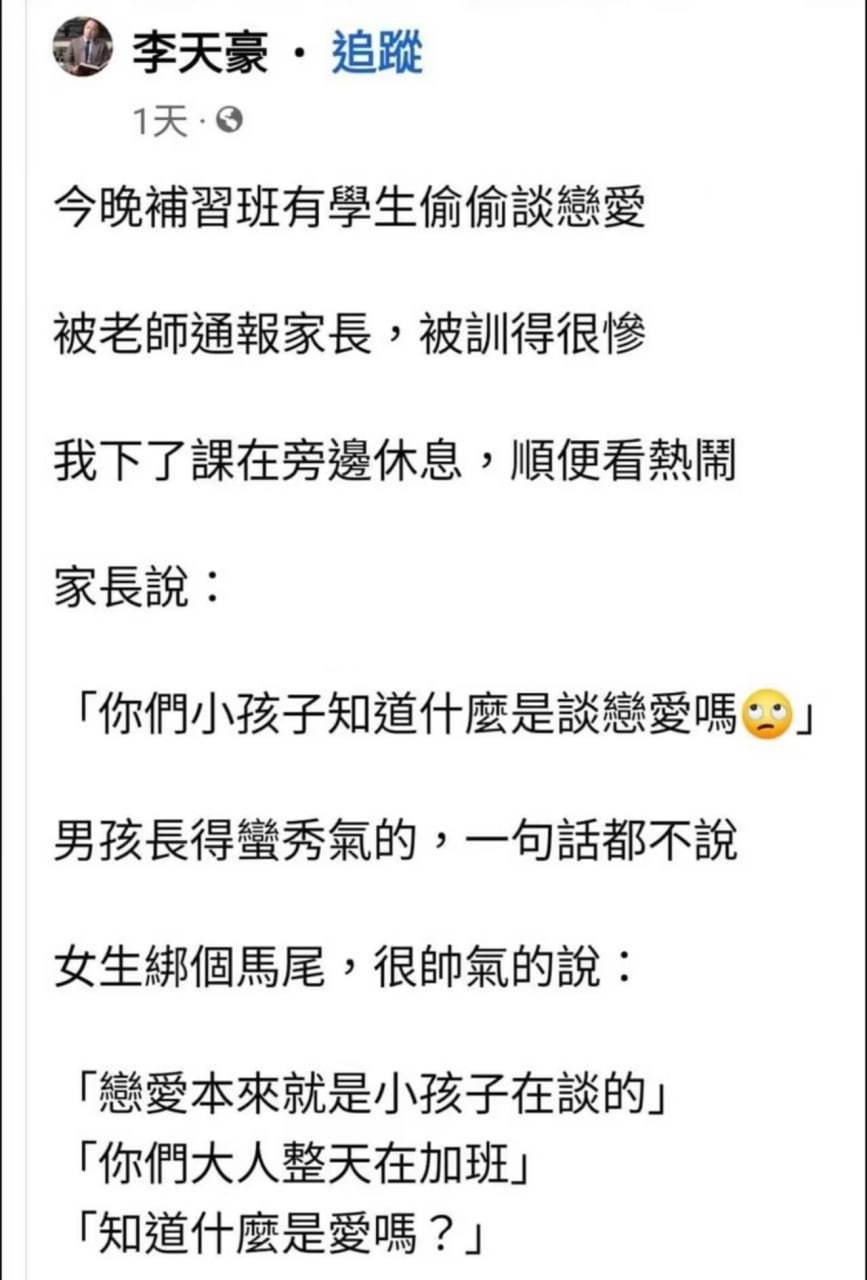 李天豪 · 追蹤
1天 ·
今晚補習班有學生偷偷談戀愛
被老師通報家長，被訓得很慘
我下了課在旁邊休息，順便看熱鬧
家長說：
「你們小孩子知道什麼是談戀愛嗎🙄」
男孩長得蠻秀氣的，一句話都不說
女生綁個馬尾，很帥氣的說：
「戀愛本來就是小孩子在談的」
「你們大人整天在加班」
「知道什麼是愛嗎？」